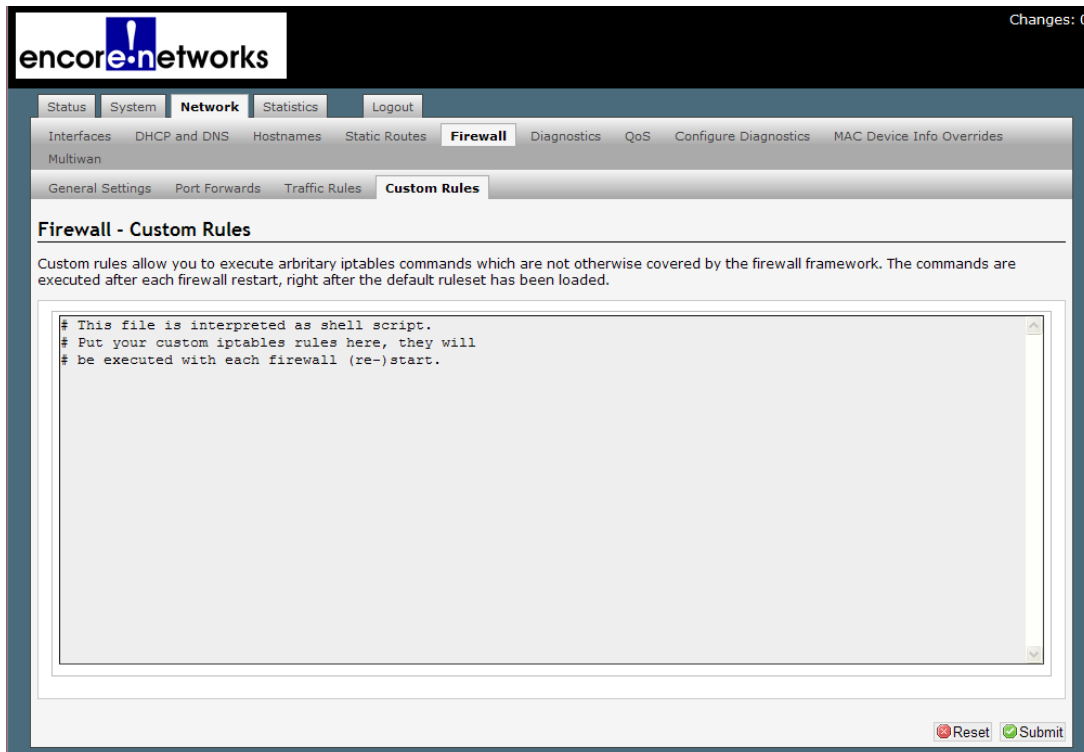 Changes: 0
encore!networks
Status System Network Statistics Logout
Interfaces DHCP and DNS Hostnames Static Routes Firewall Diagnostics QoS Configure Diagnostics MAC Device Info Overrides
Multiwan
General Settings Port Forwards Traffic Rules Custom Rules
Firewall - Custom Rules
Custom rules allow you to execute arbritary iptables commands which are not otherwise covered by the firewall framework. The commands are
executed after each firewall restart, right after the default ruleset has been loaded.
# This file is interpreted as shell script.
# Put your custom iptables rules here, they will
# be executed with each firewall (re-)start.
Reset Submit